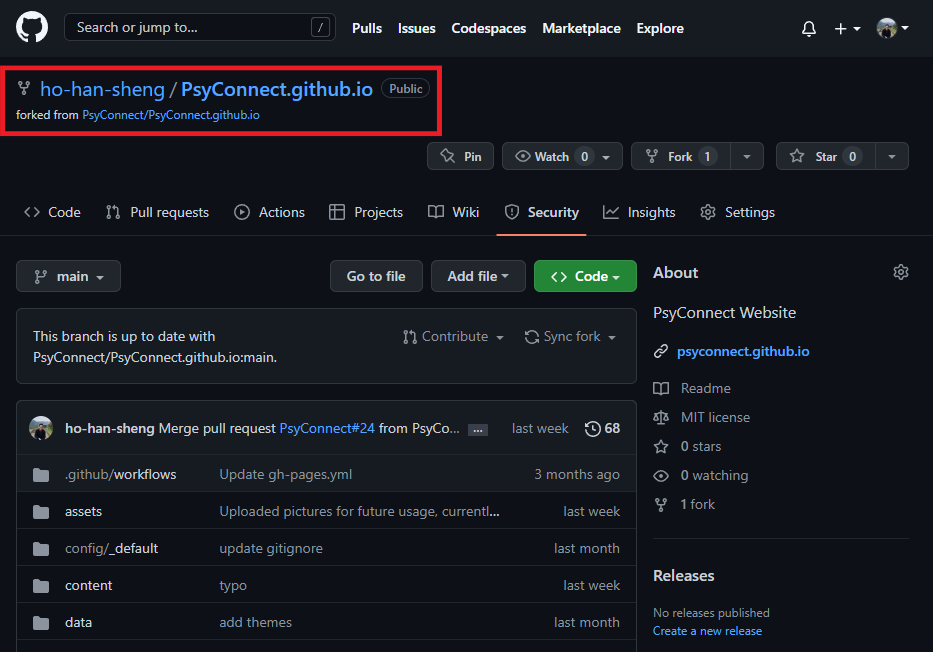 Search or jump to... / Pulls Issues Codespaces Marketplace Explore
ho-han-sheng / PsyConnect.github.io Public
forked from PsyConnect/PsyConnect.github.io
Pin Watch 0 Fork 1 Star 0
Code Pull requests Actions Projects Wiki Security Insights Settings
main Go to file Add file Code
This branch is up to date with
PsyConnect/PsyConnect.github.io:main.
Contribute Sync fork
ho-han-sheng Merge pull request PsyConnect#24 from PsyCo... ... last week 68
.github/workflows Update gh-pages.yml 3 months ago
assets Uploaded pictures for future usage, currentl... last week
config/_default update gitignore last month
content typo last week
data add themes last month
About
PsyConnect Website
psyconnect.github.io
Readme
MIT license
0 stars
0 watching
1 fork
Releases
No releases published
Create a new release